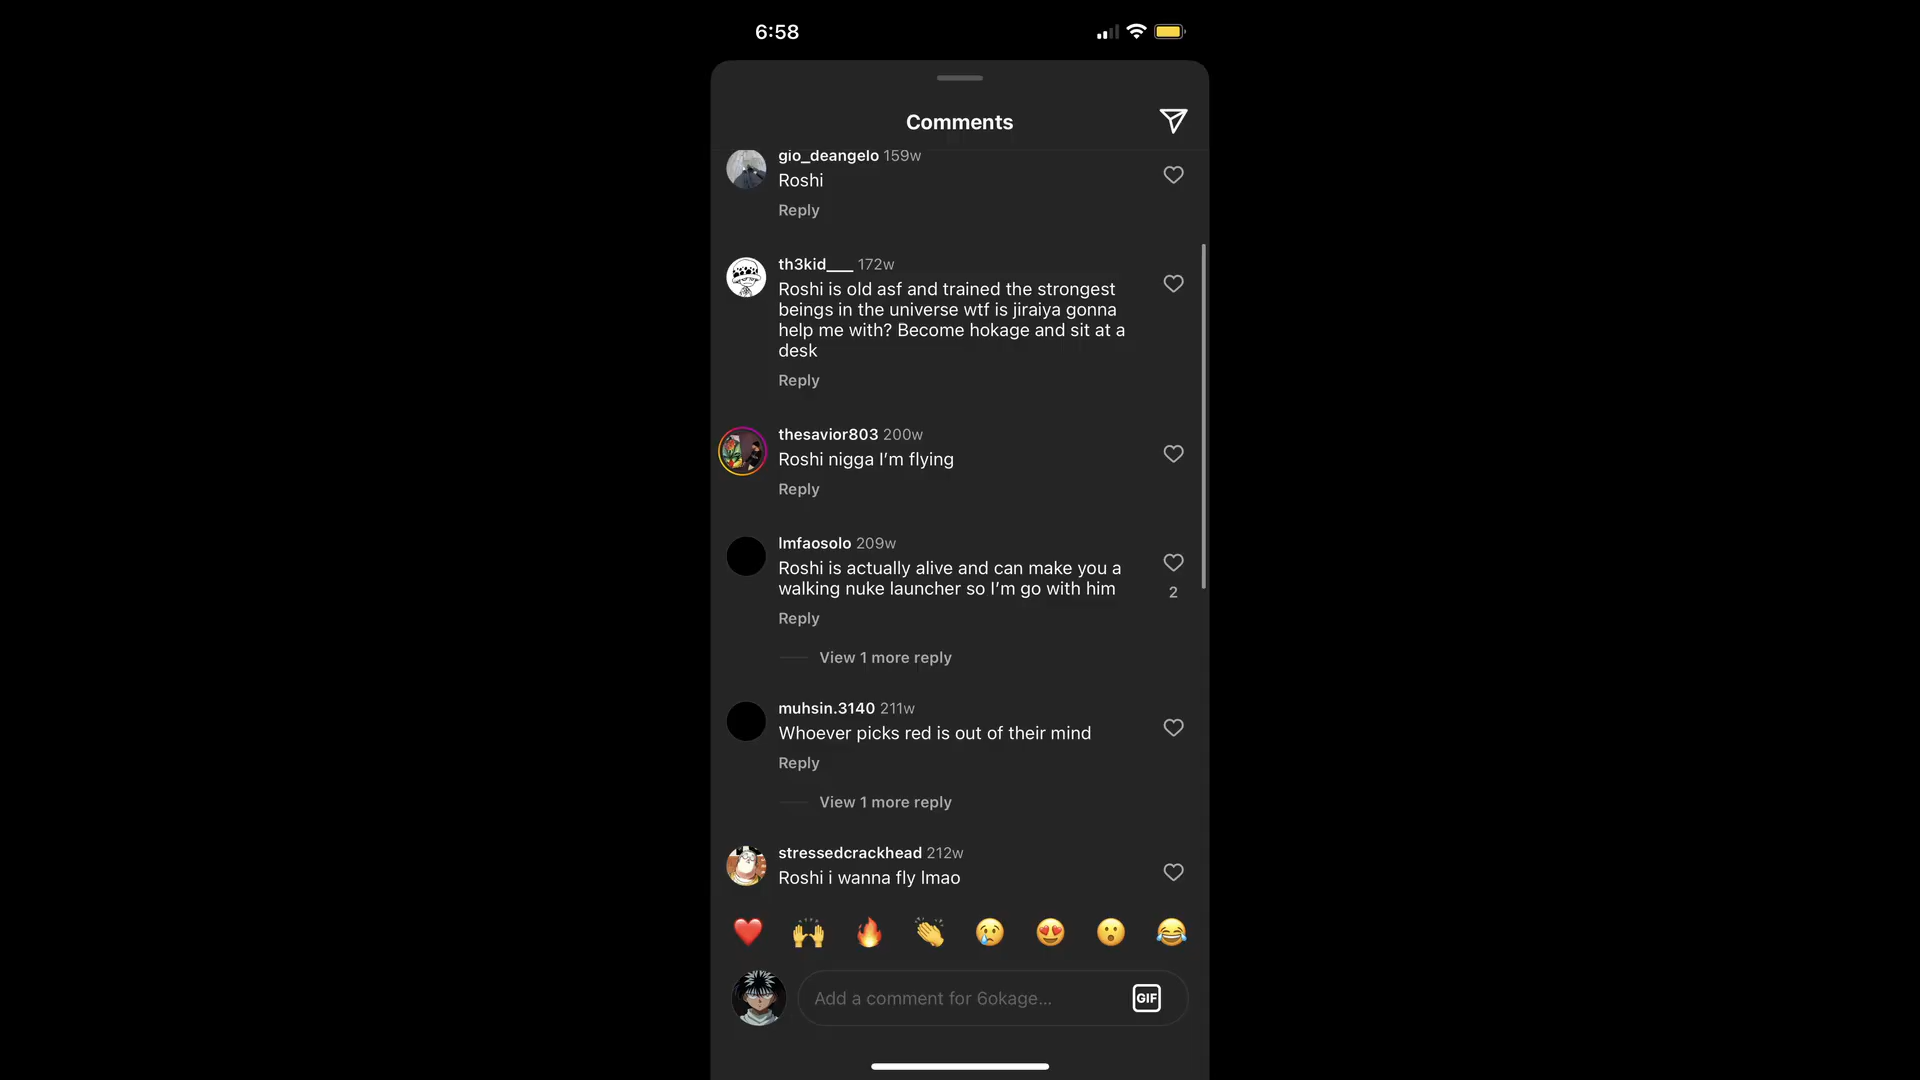 6:58
Comments
gio_deangelo 159w
Roshi
Reply
th3kid___ 172w
Roshi is old asf and trained the strongest
beings in the universe wtf is jiraiya gonna
help me with? Become hokage and sit at a
desk
Reply
thesavior803 200w
Roshi nigga I’m flying
Reply
lmfaosolo 209w
Roshi is actually alive and can make you a
walking nuke launcher so I’m go with him
2
Reply
View 1 more reply
muhsin.3140 211w
Whoever picks red is out of their mind
Reply
View 1 more reply
stressedcrackhead 212w
Roshi i wanna fly lmao
Add a comment for 6okage...
GIF